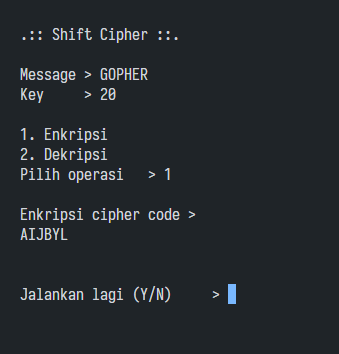 .:: Shift Cipher ::.
Message > GOPHER
Key     > 20
1. Enkripsi
2. Dekripsi
Pilih operasi   > 1
Enkripsi cipher code >
AIJBYL
Jalankan lagi (Y/N)     >